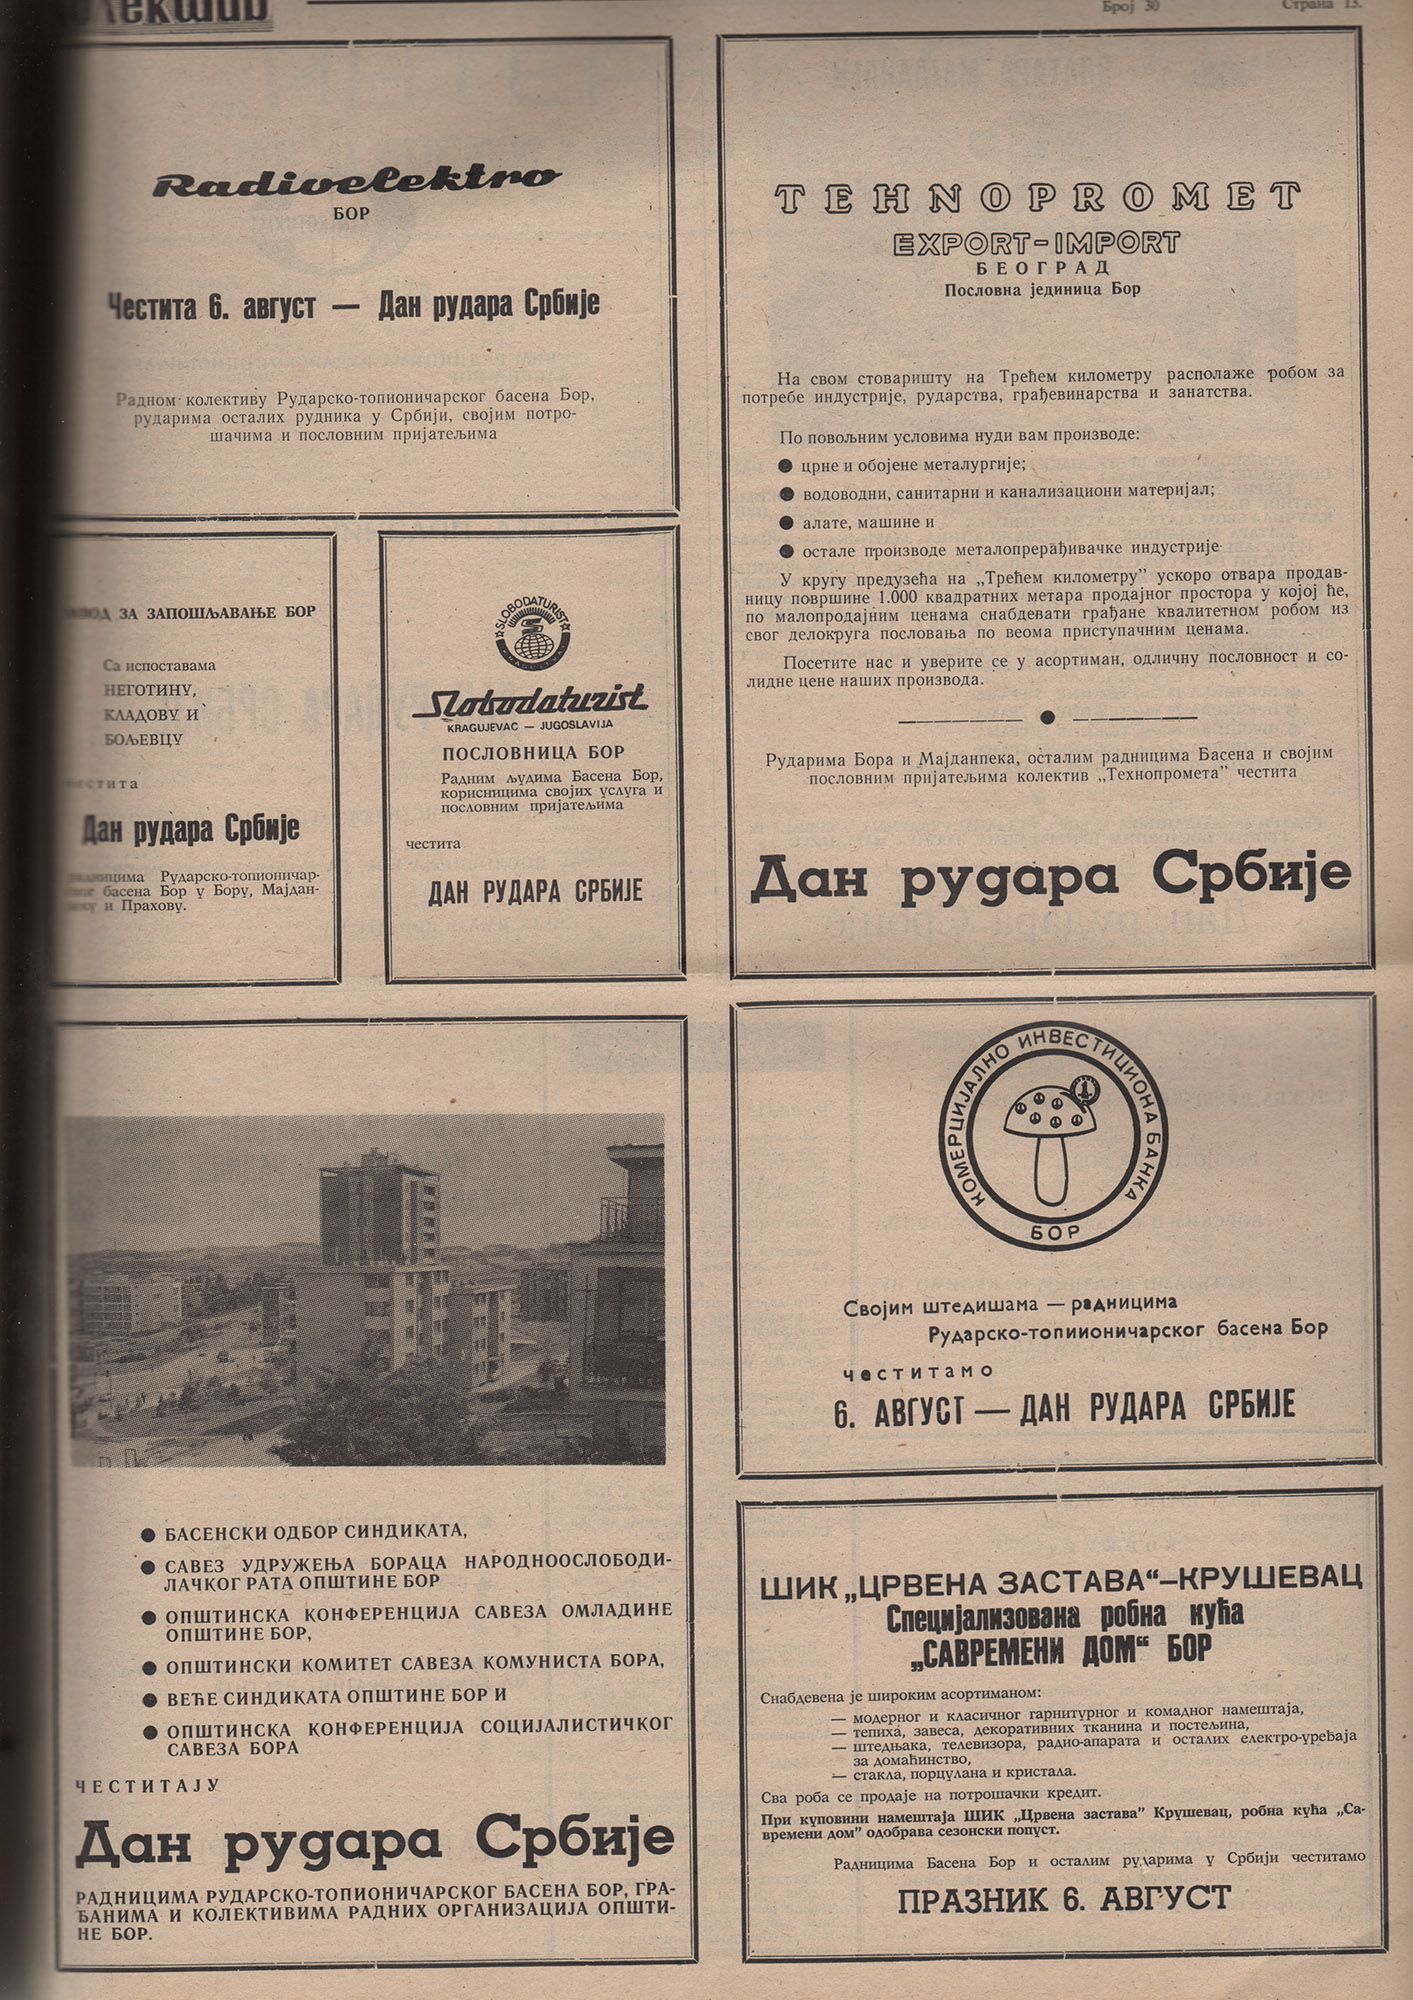 Број 30
Страна 13.
Radioelektro
БОР
Честита 6. август — Дан рудара Србије
Радном колективу Рударско-топионичарског басена Бор,
рударима осталих рудника у Србији, својим потро-
шачима и пословним пријатељима
ЗА ЗАПОШЉАВАЊЕ БОР
Са испоставама
НЕГОТИНУ,
КЛАДОВУ И
БОЉЕВЦУ
честита
Дан рудара Србије
радницима Рударско-топионичар-
ског басена Бор у Бору, Мајдан-
пеку и Прахову.
SLOBODATURIST
KRAGUJEVAC
Slobodaturist
KRAGUJEVAC — JUGOSLAVIJA
ПОСЛОВНИЦА БОР
Радним људима Басена Бор,
корисницима својих услуга и
пословним пријатељима
честита
ДАН РУДАРА СРБИЈЕ
TEHNOPROMET
EXPORT-IMPORT
БЕОГРАД
Пословна јединица Бор
На свом стоваришту на Трећем километру располаже робом за
потребе индустрије, рударства, грађевинарства и занатства.
По повољним условима нуди вам производе:
● црне и обојене металургије;
● водоводни, санитарни и канализациони материјал;
● алате, машине и
● остале производе металопрерађивачке индустрије
У кругу предузећа на „Трећем километру” ускоро отвара продав-
ницу површине 1.000 квадратних метара продајног простора у којој ће,
по малопродајним ценама снабдевати грађане квалитетном робом из
свог делокруга пословања по веома приступачним ценама.
Посетите нас и уверите се у асортиман, одличну пословност и со-
лидне цене наших производа.
Рударима Бора и Мајданпека, осталим радницима Басена и својим
пословним пријатељима колектив „Технопромета” честита
Дан рудара Србије
● БАСЕНСКИ ОДБОР СИНДИКАТА,
● САВЕЗ УДРУЖЕЊА БОРАЦА НАРОДНООСЛОБОДИ-
ЛАЧКОГ РАТА ОПШТИНЕ БОР
● ОПШТИНСКА КОНФЕРЕНЦИЈА САВЕЗА ОМЛАДИНЕ
ОПШТИНЕ БОР,
● ОПШТИНСКИ КОМИТЕТ САВЕЗА КОМУНИСТА БОРА,
● ВЕЋЕ СИНДИКАТА ОПШТИНЕ БОР И
● ОПШТИНСКА КОНФЕРЕНЦИЈА СОЦИЈАЛИСТИЧКОГ
САВЕЗА БОРА
ЧЕСТИТАЈУ
Дан рудара Србије
РАДНИЦИМА РУДАРСКО-ТОПИОНИЧАРСКОГ БАСЕНА БОР, ГРА-
ЂАНИМА И КОЛЕКТИВИМА РАДНИХ ОРГАНИЗАЦИЈА ОПШТИ-
НЕ БОР.
КОМЕРЦИЈАЛНО ИНВЕСТИЦИОНА БАНКА
БОР
Својим штедишама — радницима
Рударско-топииоničарског басена Бор
честитамо
6. АВГУСТ — ДАН РУДАРА СРБИЈЕ
ШИК „ЦРВЕНА ЗАСТАВА“–КРУШЕВАЦ
Специјализована робна кућа
„САВРЕМЕНИ ДОМ“ БОР
Снабдевена је широким асортиманом:
— модерног и класичног гарнитурног и комадног намештаја,
— тепиха, завеса, декоративних тканина и постељина,
— штедњака, телевизора, радио-апарата и осталих електро-уређаја
за домаћинство,
— стакла, порцулана и кристала.
Сва роба се продаје на потрошачки кредит.
При куповини намештаја ШИК „Црвена застава” Крушевац, робна кућа „Са-
времени дом” одобрава сезонски попуст.
Радницима Басена Бор и осталим рударима у Србији честитамо
ПРАЗНИК 6. АВГУСТ